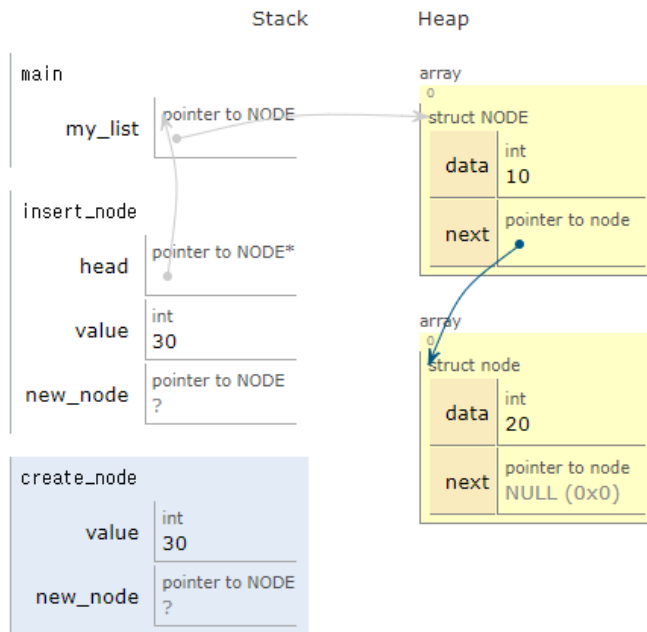 Stack
Heap
main
my_list
pointer to NODE
insert_node
head
pointer to NODE*
value
int
30
new_node
pointer to NODE
?
create_node
value
int
30
new_node
pointer to NODE
?
array
0
struct NODE
data
int
10
next
pointer to node
array
0
struct node
data
int
20
next
pointer to node
NULL (0x0)